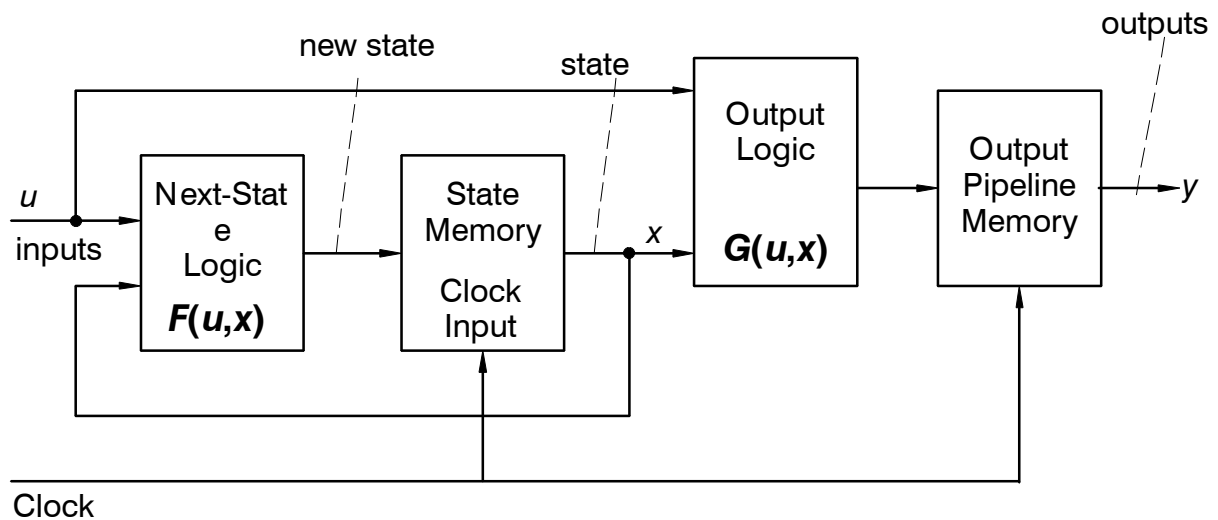 outputs
new state
state
Output
Logic
G(u,x)
Output
Pipeline
Memory
y
u
inputs
Next-Stat
e
Logic
F(u,x)
State
Memory
Clock
Input
x
Clock